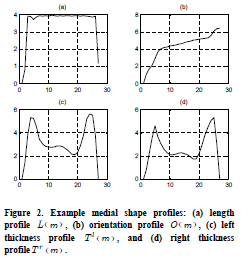 (a)
4
3
2
1
0
0 10 20 30
(b)
8
6
4
2
0
0 10 20 30
(c)
6
4
2
0
0 10 20 30
(d)
6
4
2
0
0 10 20 30
Figure 2. Example medial shape profiles: (a) length
profile L(m), (b) orientation profile O(m), (c) left
thickness profile Tˡ(m), and (d) right thickness
profile Tʳ(m).